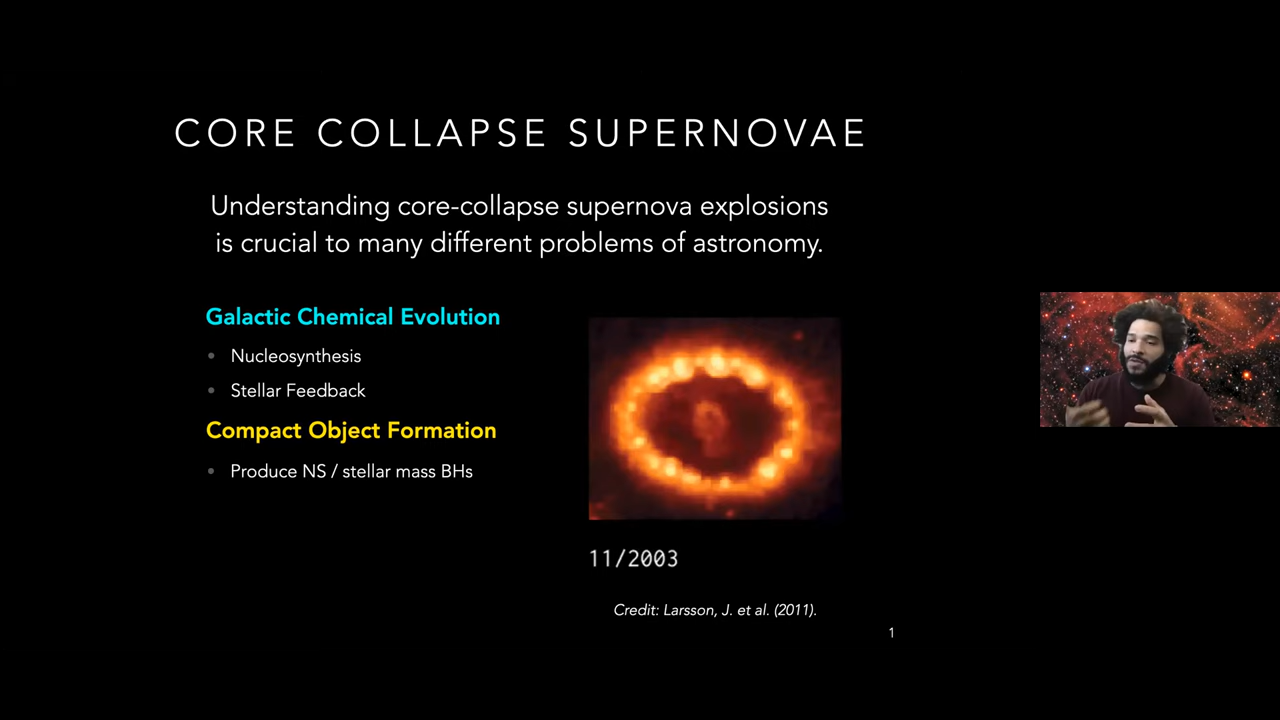 CORE COLLAPSE SUPERNOVAE
Understanding core-collapse supernova explosions
is crucial to many different problems of astronomy.
Galactic Chemical Evolution
• Nucleosynthesis
• Stellar Feedback
Compact Object Formation
• Produce NS / stellar mass BHs
11/2003
Credit: Larsson, J. et al. (2011).
1